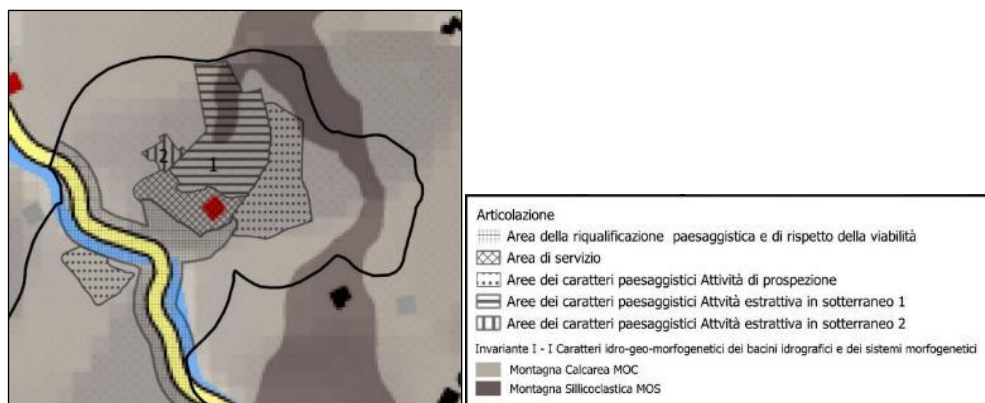 2
1
Articolazione
Area della riqualificazione paesaggistica e di rispetto della viabilità
Area di servizio
Aree dei caratteri paesaggistici Attività di prospezione
Aree dei caratteri paesaggistici Attvità estrattiva in sotterraneo 1
Aree dei caratteri paesaggistici Attvità estrattiva in sotterraneo 2
Invariante I - I Caratteri idro-geo-morfogenetici dei bacini idrografici e dei sistemi morfogenetici
Montagna Calcarea MOC
Montagna Sillicoclastica MOS